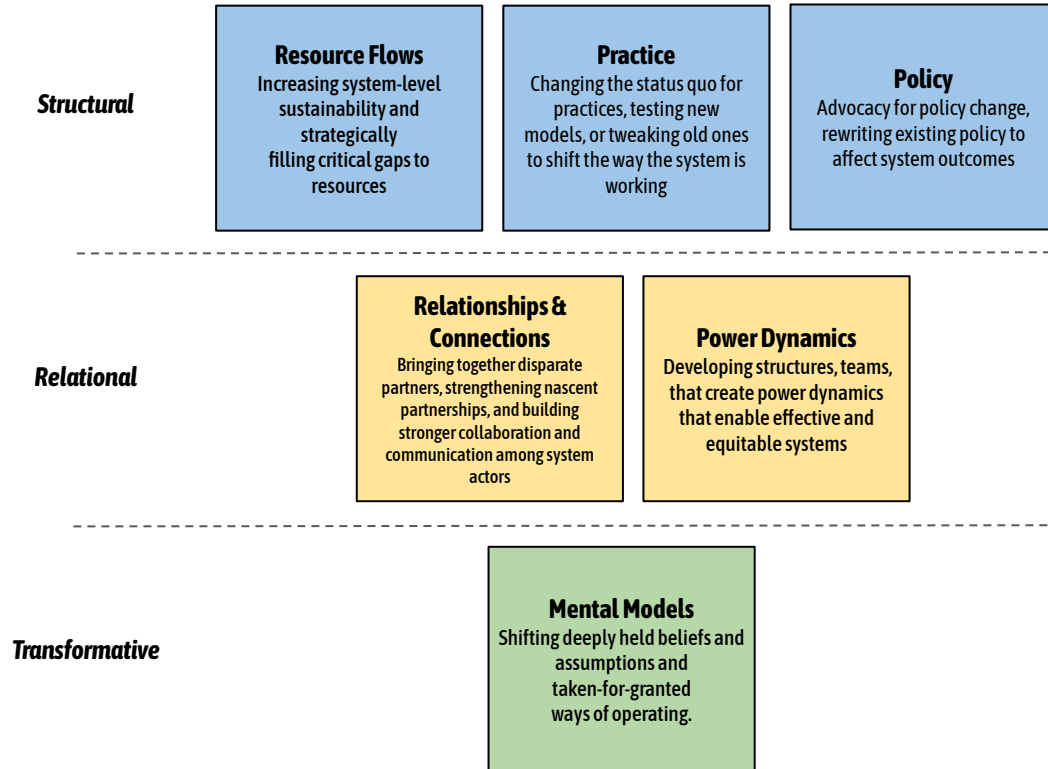 Structural
Resource Flows
Increasing system-level
sustainability and
strategically
filling critical gaps to
resources
Practice
Changing the status quo for
practices, testing new
models, or tweaking old ones
to shift the way the system is
working
Policy
Advocacy for policy change,
rewriting existing policy to
affect system outcomes
Relational
Relationships &
Connections
Bringing together disparate
partners, strengthening nascent
partnerships, and building
stronger collaboration and
communication among system
actors
Power Dynamics
Developing structures, teams,
that create power dynamics
that enable effective and
equitable systems
Transformative
Mental Models
Shifting deeply held beliefs and
assumptions and
taken-for-granted
ways of operating.